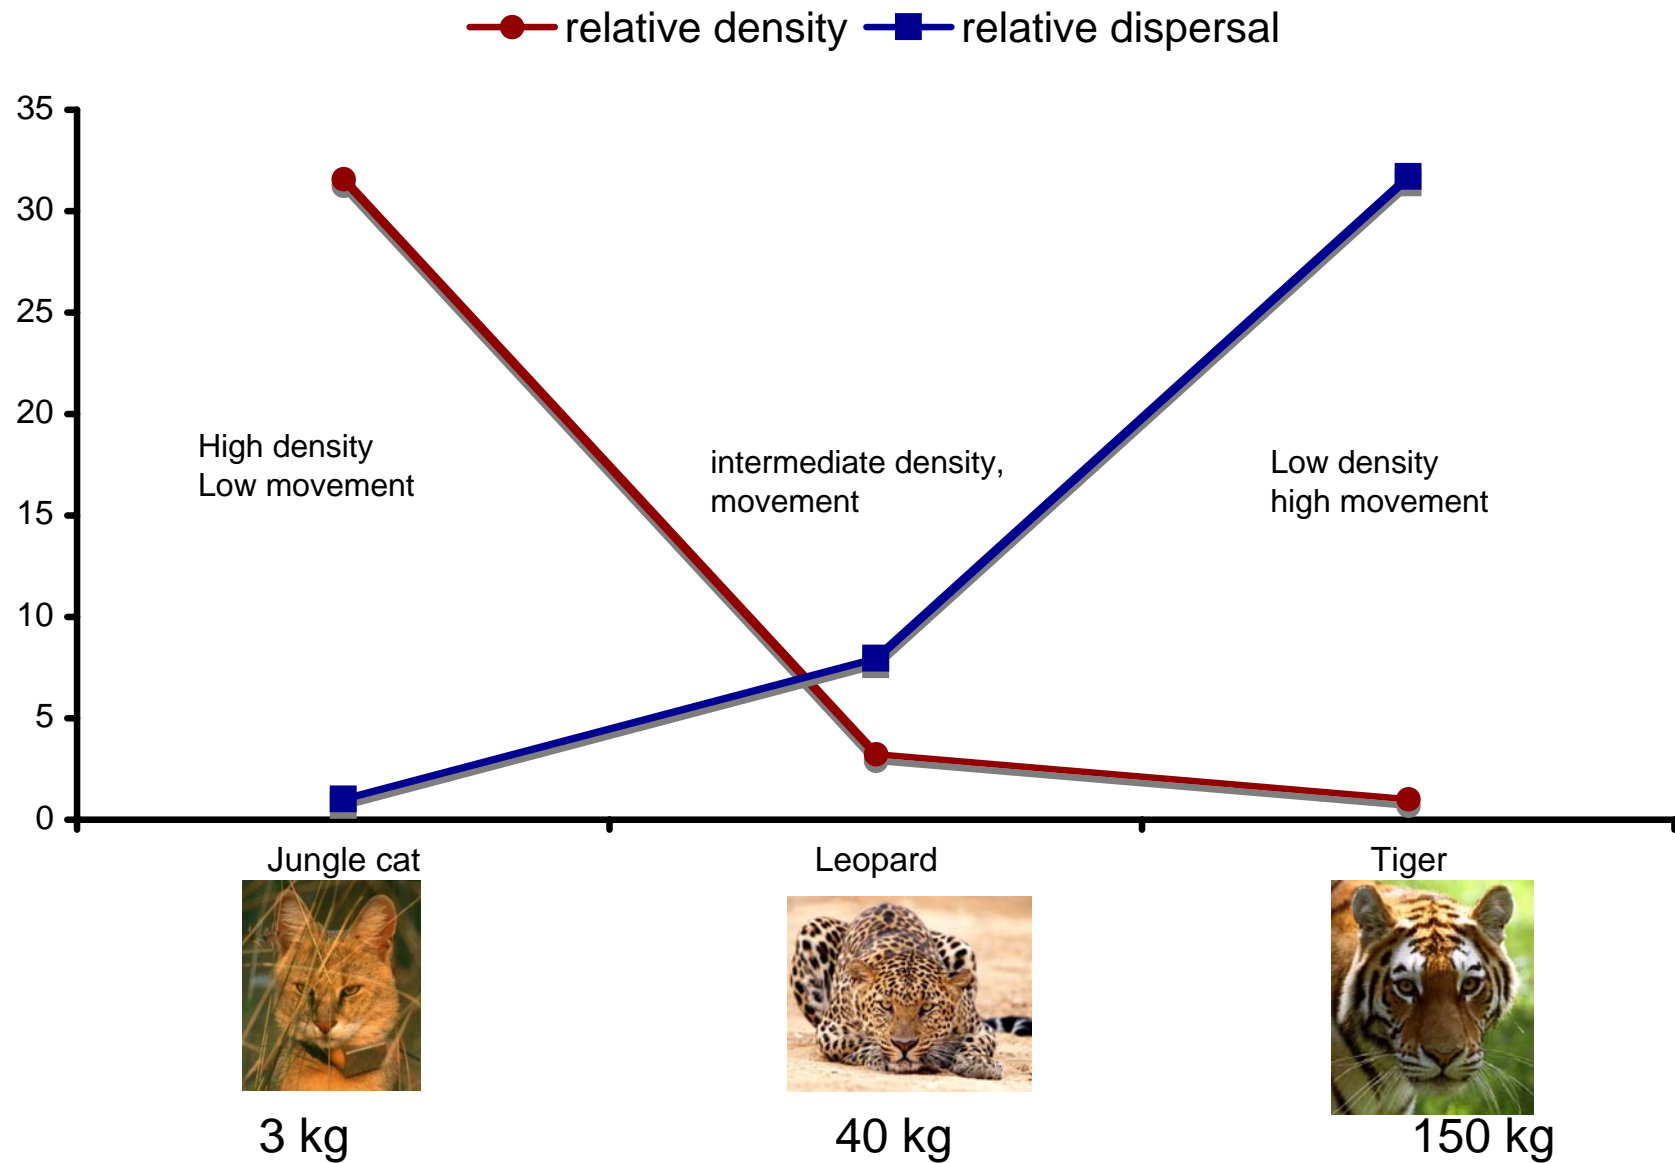 relative density relative dispersal
35
30
25
20
15
10
5
0
High density
Low movement
intermediate density,
movement
Low density
high movement
Jungle cat Leopard Tiger
3 kg 40 kg 150 kg